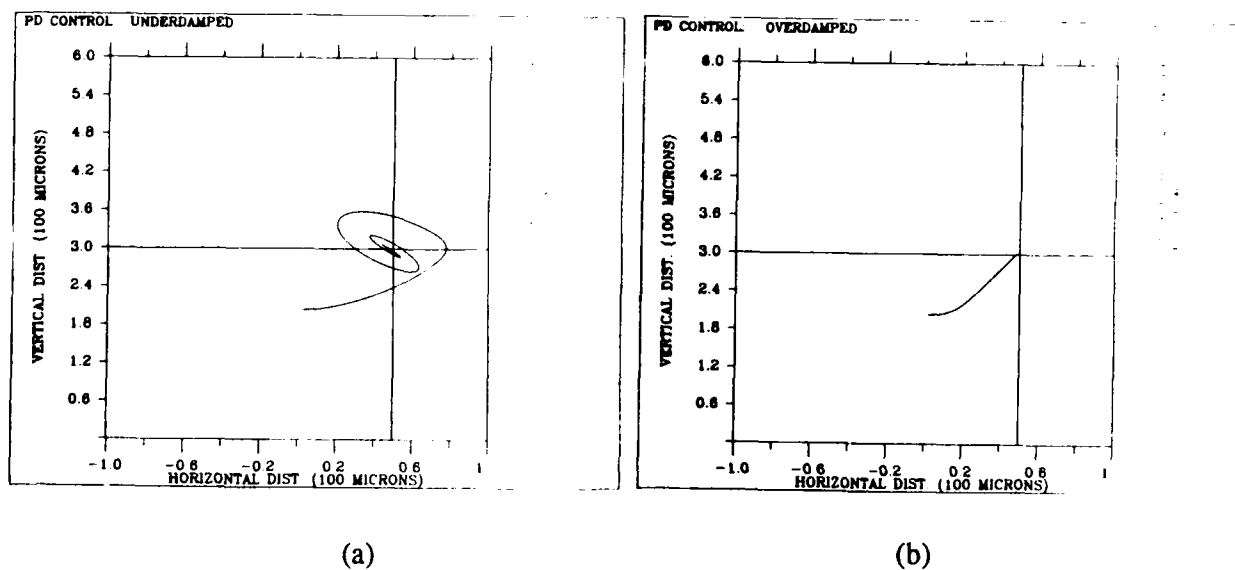 PD CONTROL UNDERDAMPED
6.0
5.4
4.8
4.2
3.6
3.0
2.4
1.8
1.2
0.6
VERTICAL DIST (100 MICRONS)
-1.0 -0.6 -0.2 0.2 0.6 1
HORIZONTAL DIST (100 MICRONS)
(a)
PD CONTROL OVERDAMPED
6.0
5.4
4.8
4.2
3.6
3.0
2.4
1.8
1.2
0.6
VERTICAL DIST. (100 MICRONS)
-1.0 -0.6 -0.2 0.2 0.6 1
HORIZONTAL DIST. (100 MICRONS)
(b)